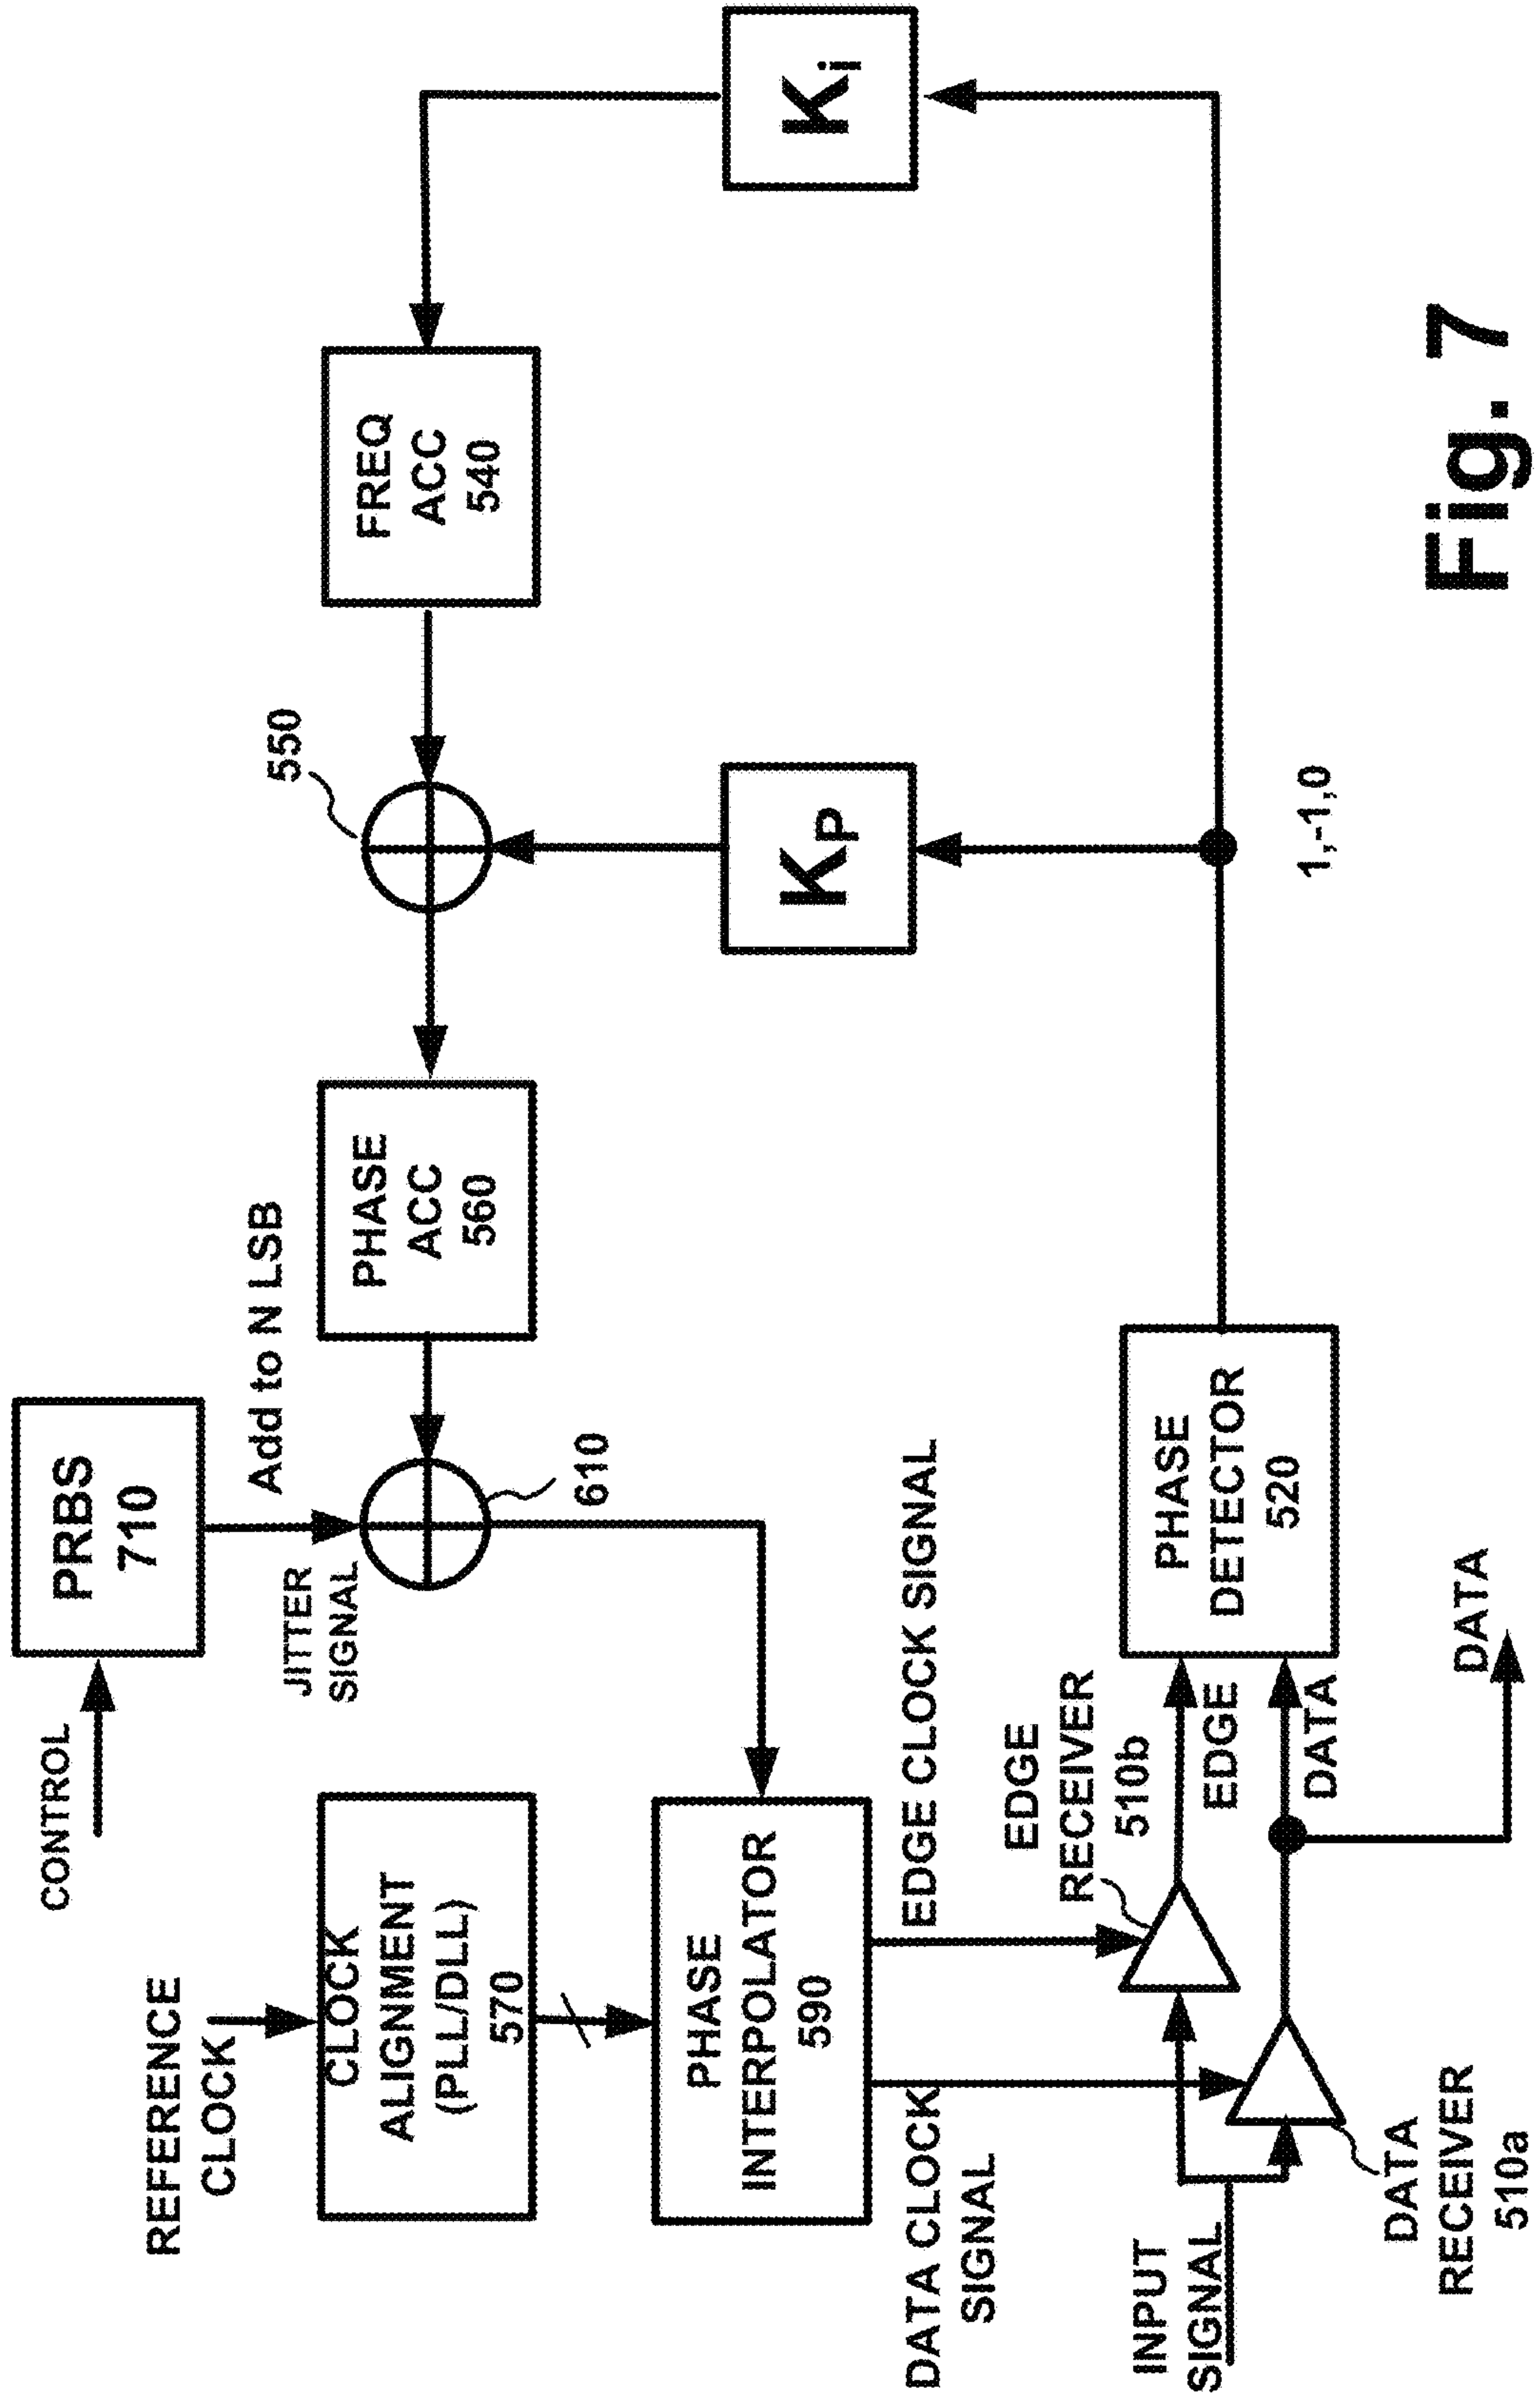 CONTROL
PRBS
710
REFERENCE
CLOCK
JITTER
SIGNAL
Add to N LSB
550
CLOCK
ALIGNMENT
(PLL/DLL)
570
610
PHASE
ACC
560
FREQ
ACC
540
PHASE
INTERPOLATOR
590
KP
Ki
DATA CLOCK
SIGNAL
EDGE CLOCK SIGNAL
EDGE
RECEIVER
510b
INPUT
SIGNAL
EDGE
DATA
PHASE
DETECTOR
520
1,-1,0
DATA
RECEIVER
510a
DATA
Fig. 7